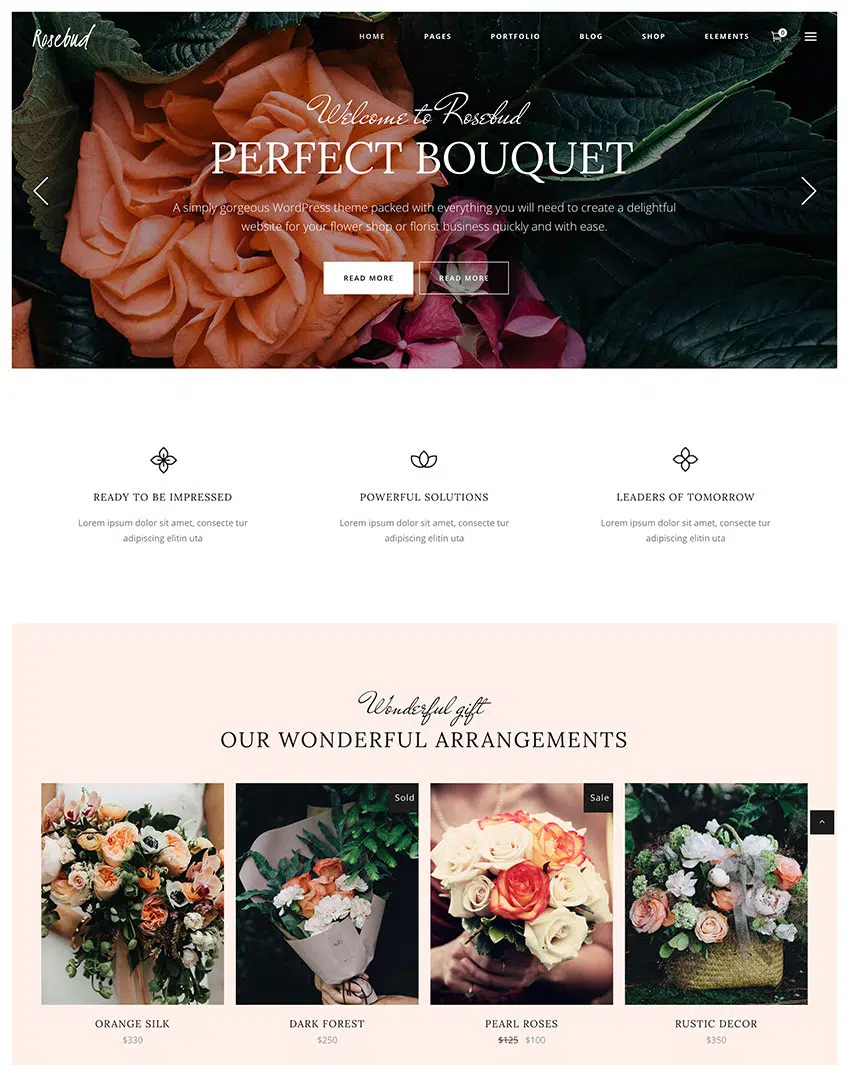 Rosebud
HOME PAGES PORTFOLIO BLOG SHOP ELEMENTS 0
Welcome to Rosebud
PERFECT BOUQUET
A simply gorgeous WordPress theme packed with everything you will need to create a delightful
website for your flower shop or florist business quickly and with ease.
READ MORE READ MORE
READY TO BE IMPRESSED
Lorem ipsum dolor sit amet, consecte tur
adipiscing elitin uta
POWERFUL SOLUTIONS
Lorem ipsum dolor sit amet, consecte tur
adipiscing elitin uta
LEADERS OF TOMORROW
Lorem ipsum dolor sit amet, consecte tur
adipiscing elitin uta
Wonderful gift
OUR WONDERFUL ARRANGEMENTS
Sold
Sale
ORANGE SILK
$330
DARK FOREST
$250
PEARL ROSES
$125 $100
RUSTIC DECOR
$350